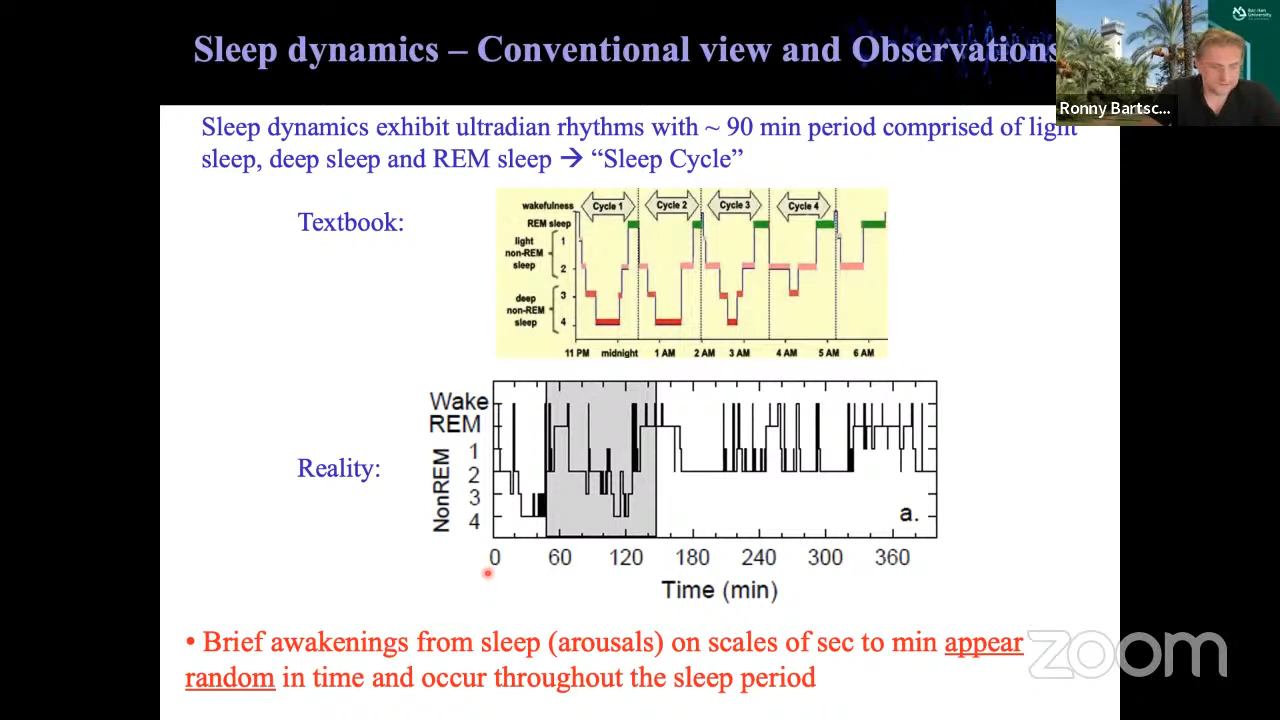 Sleep dynamics – Conventional view and Observations
Bar-Ilan
University
Ronny Bartsc...
Sleep dynamics exhibit ultradian rhythms with ~ 90 min period comprised of light
sleep, deep sleep and REM sleep → “Sleep Cycle”
Textbook:
wakefulness
Cycle 1
Cycle 2
Cycle 3
Cycle 4
REM sleep
light
non-REM
sleep
1
2
deep
non-REM
sleep
3
4
11 PM midnight 1 AM 2 AM 3 AM 4 AM 5 AM 6 AM
Reality:
Wake
REM
NonREM
1
2
3
4
a.
0 60 120 180 240 300 360
Time (min)
• Brief awakenings from sleep (arousals) on scales of sec to min appear
random in time and occur throughout the sleep period
zoom